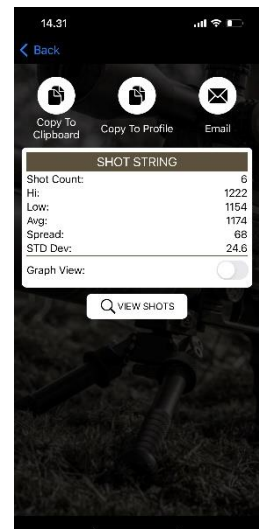 14.31
Back
Copy To Clipboard
Copy To Profile
Email
SHOT STRING
Shot Count: 6
Hi: 1222
Low: 1154
Avg: 1174
Spread: 68
STD Dev: 24.6
Graph View:
VIEW SHOTS